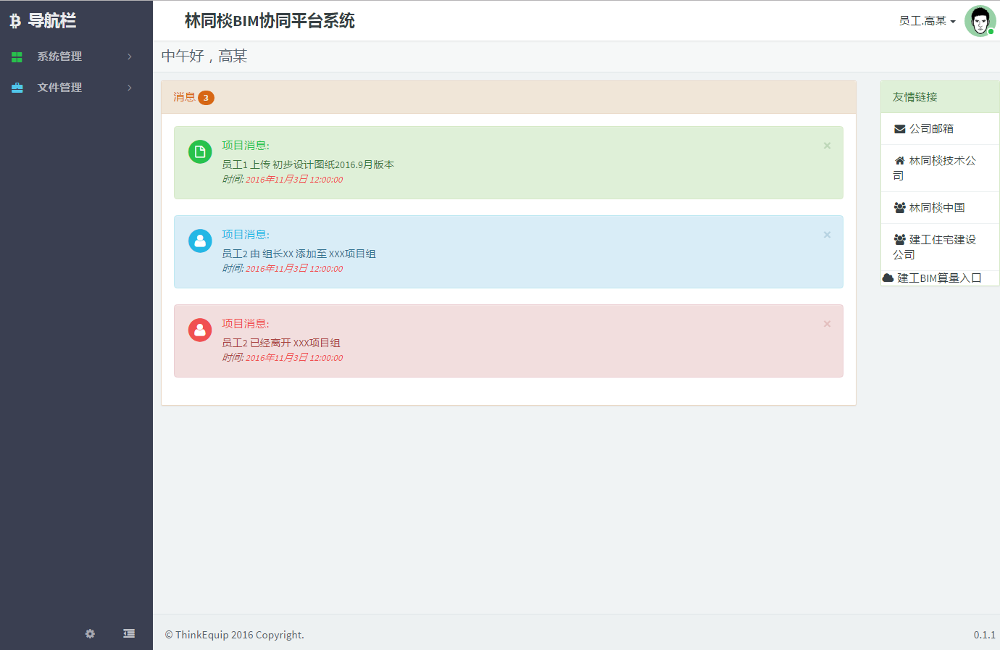 导航栏
林同棪BIM协同平台系统
员工.高某
系统管理
文件管理
中午好，高某
消息 3
项目消息:
员工1 上传 初步设计图纸2016.9月版本
时间: 2016年11月3日 12:00:00
×
项目消息:
员工2 由 组长XX 添加至 XXX项目组
时间: 2016年11月3日 12:00:00
×
项目消息:
员工2 已经离开 XXX项目组
时间: 2016年11月3日 12:00:00
×
友情链接
公司邮箱
林同棪技术公
司
林同棪中国
建工住宅建设
公司
建工BIM算量入口
© ThinkEquip 2016 Copyright.
0.1.1